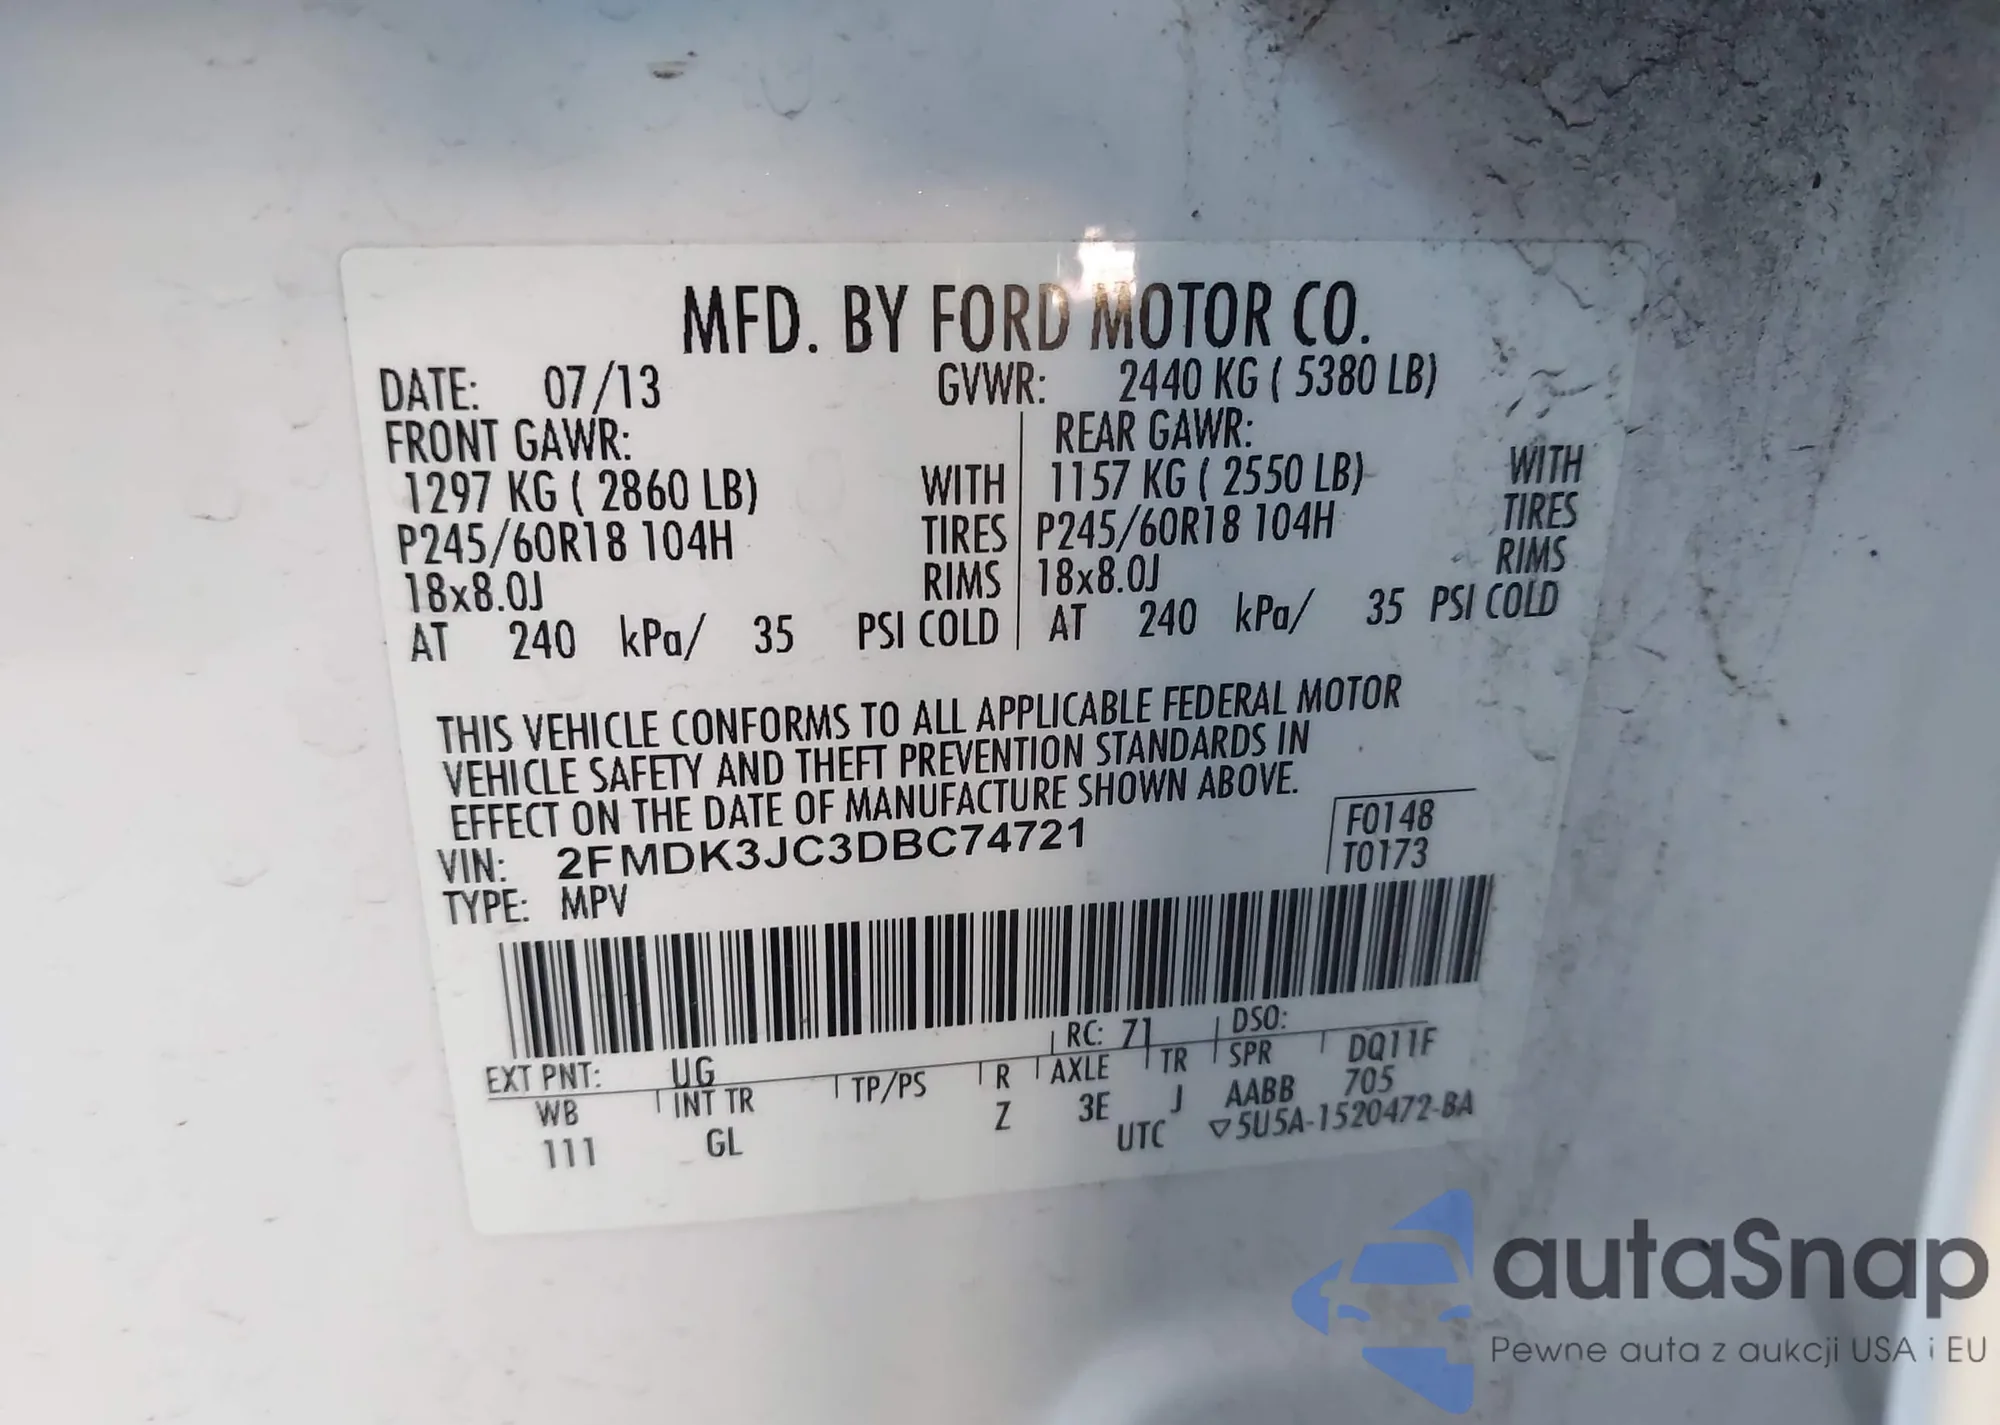 MFD. BY FORD MOTOR CO.
DATE: 07/13 GVWR: 2440 KG ( 5380 LB)
FRONT GAWR: REAR GAWR:
1297 KG ( 2860 LB) WITH 1157 KG ( 2550 LB) WITH
P245/60R18 104H TIRES P245/60R18 104H TIRES
18x8.0J RIMS 18x8.0J RIMS
AT 240 kPa/ 35 PSI COLD AT 240 kPa/ 35 PSI COLD
THIS VEHICLE CONFORMS TO ALL APPLICABLE FEDERAL MOTOR
VEHICLE SAFETY AND THEFT PREVENTION STANDARDS IN
EFFECT ON THE DATE OF MANUFACTURE SHOWN ABOVE.
VIN: 2FMDK3JC3DBC74721 F0148
TYPE: MPV T0173
EXT PNT: UG RC: 71 DSO:
WB INT TR TP/PS R AXLE TR SPR DQ11F
111 GL Z 3E J AABB 705
UTC ▽5U5A-1520472-BA
autaSnap
Pewne auta z aukcji USA i EU